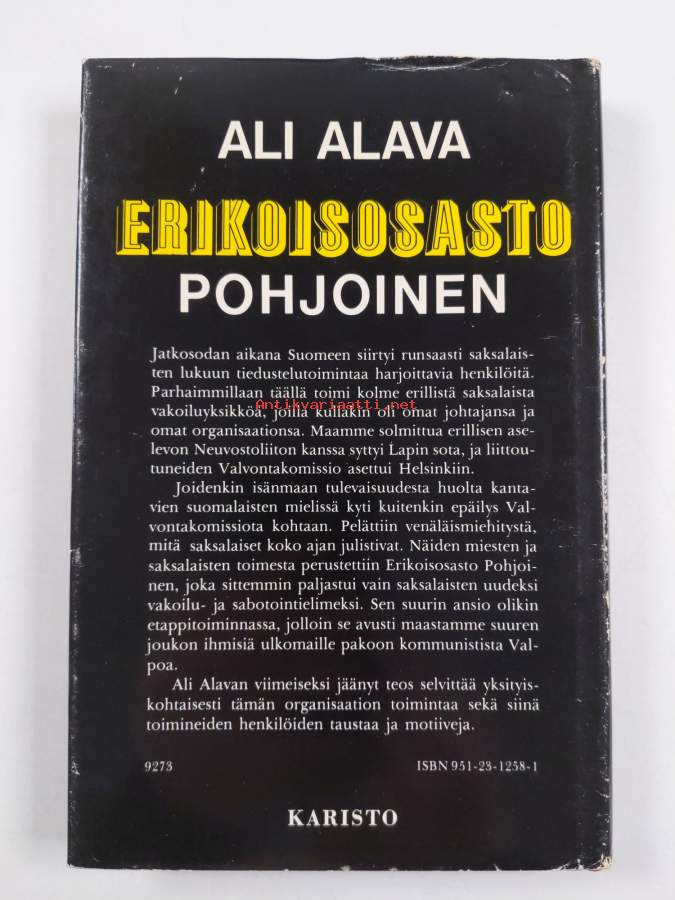 ALI ALAVA
ERIKOISOSASTO
POHJOINEN
Jatkosodan aikana Suomeen siirtyi runsaasti saksalais-
ten lukuun tiedustelutoimintaa harjoittavia henkilöitä.
Parhaimmillaan täällä toimi kolme erillistä saksalaista
vakoiluyksikköä, joilla kullakin oli omat johtajansa ja
Antikvariaatti.net
omat organisaationsa. Maamme solmittua erillisen ase-
levon Neuvostoliiton kanssa syttyi Lapin sota, ja liittou-
tuneiden Valvontakomissio asettui Helsinkiin.
Joidenkin isänmaan tulevaisuudesta huolta kanta-
vien suomalaisten mielissä kyti kuitenkin epäilys Val-
vontakomissiota kohtaan. Pelättiin venäläismiehitystä,
mitä saksalaiset koko ajan julistivat. Näiden miesten ja
saksalaisten toimesta perustettiin Erikoisosasto Pohjoi-
nen, joka sittemmin paljastui vain saksalaisten uudeksi
vakoilu- ja sabotointielimeksi. Sen suurin ansio olikin
etappitoiminnassa, jolloin se avusti maastamme suuren
joukon ihmisiä ulkomaille pakoon kommunistista Val-
poa.
Ali Alavan viimeiseksi jäänyt teos selvittää yksityis-
kohtaisesti tämän organisaation toimintaa sekä siinä
toimineiden henkilöiden taustaa ja motiiveja.
9273 ISBN 951-23-1258-1
KARISTO